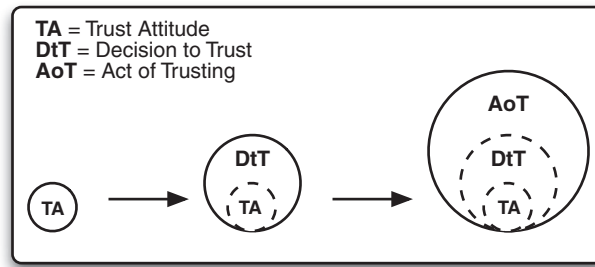 TA = Trust Attitude
DtT = Decision to Trust
AoT = Act of Trusting
TA
DtT
TA
AoT
DtT
TA